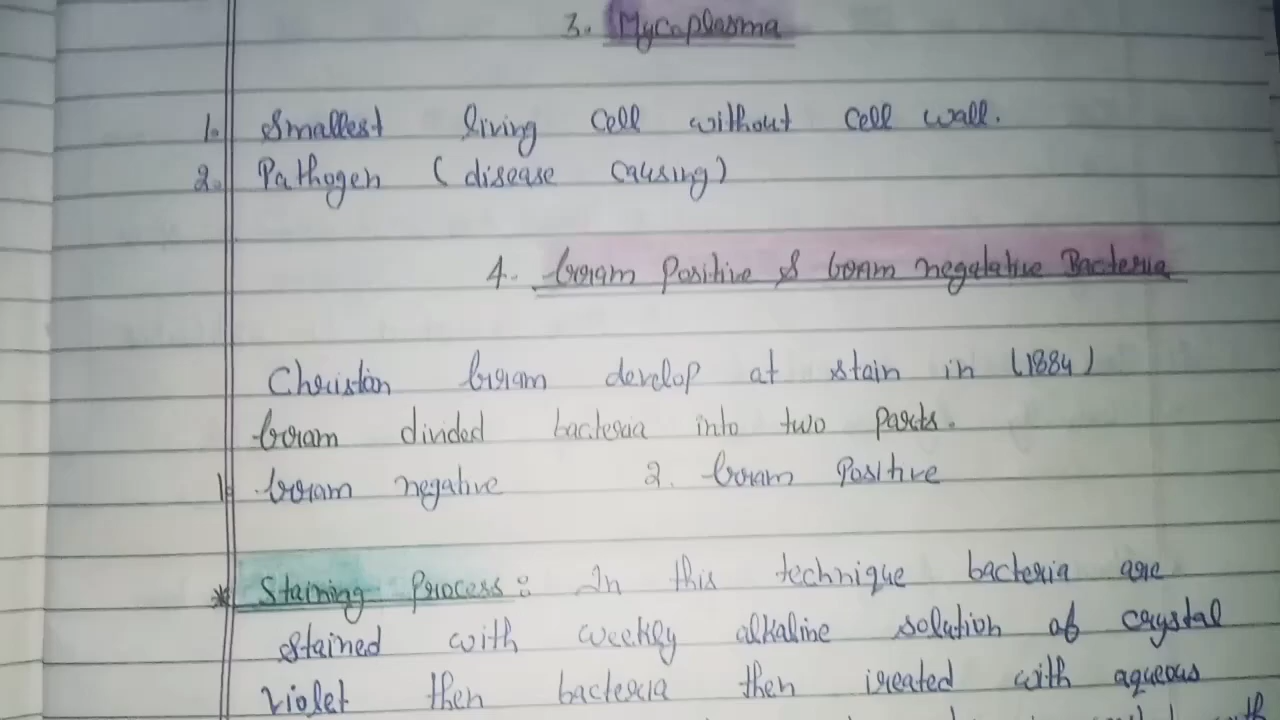 3. Mycoplasma
1. Smallest living cell without cell wall.
2. Pathogen (disease causing)
4. Gram Positive & Gram negatative Bacteria
Christian Gram develop at stain in (1884)
Gram divided bacteria into two parts.
1 Gram negative 2. Gram Positive
* Staining Process: In this technique bacteria are
stained with weekly alkaline solution of crystal
violet then bacteria then treated with aqueous